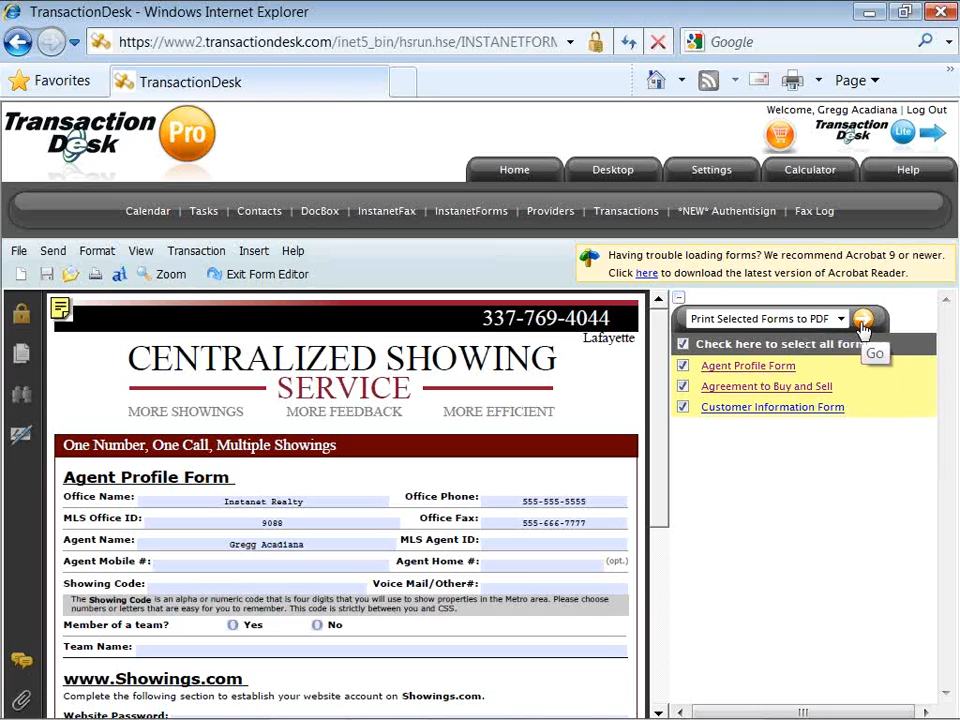 TransactionDesk - Windows Internet Explorer
https://www2.transactiondesk.com/inet5_bin/hsrun.hse/INSTANETFORM
Google
Favorites
TransactionDesk
Page
Welcome, Gregg Acadiana | Log Out
Transaction
Desk
Pro
Transaction
Desk
Lite
Home
Desktop
Settings
Calculator
Help
Calendar | Tasks | Contacts | DocBox | InstanetFax | InstanetForms | Providers | Transactions | *NEW* Authentisign | Fax Log
File Send Format View Transaction Insert Help
Zoom Exit Form Editor
Having trouble loading forms? We recommend Acrobat 9 or newer.
Click here to download the latest version of Acrobat Reader.
337-769-4044
Lafayette
CENTRALIZED SHOWING
SERVICE
MORE SHOWINGS MORE FEEDBACK MORE EFFICIENT
One Number, One Call, Multiple Showings
Agent Profile Form
Office Name: Instanet Realty Office Phone: 555-555-5555
MLS Office ID: 9088 Office Fax: 555-666-7777
Agent Name: Gregg Acadiana MLS Agent ID:
Agent Mobile #: Agent Home #: (opt.)
Showing Code: Voice Mail/Other#:
The Showing Code is an alpha or numeric code that is four digits that you will use to show properties in the Metro area. Please choose
numbers or letters that are easy for you to remember. This code is strictly between you and CSS.
Member of a team? Yes No
Team Name:
www.Showings.com
Complete the following section to establish your website account on Showings.com.
Website Password:
Print Selected Forms to PDF
Check here to select all form
Go
Agent Profile Form
Agreement to Buy and Sell
Customer Information Form